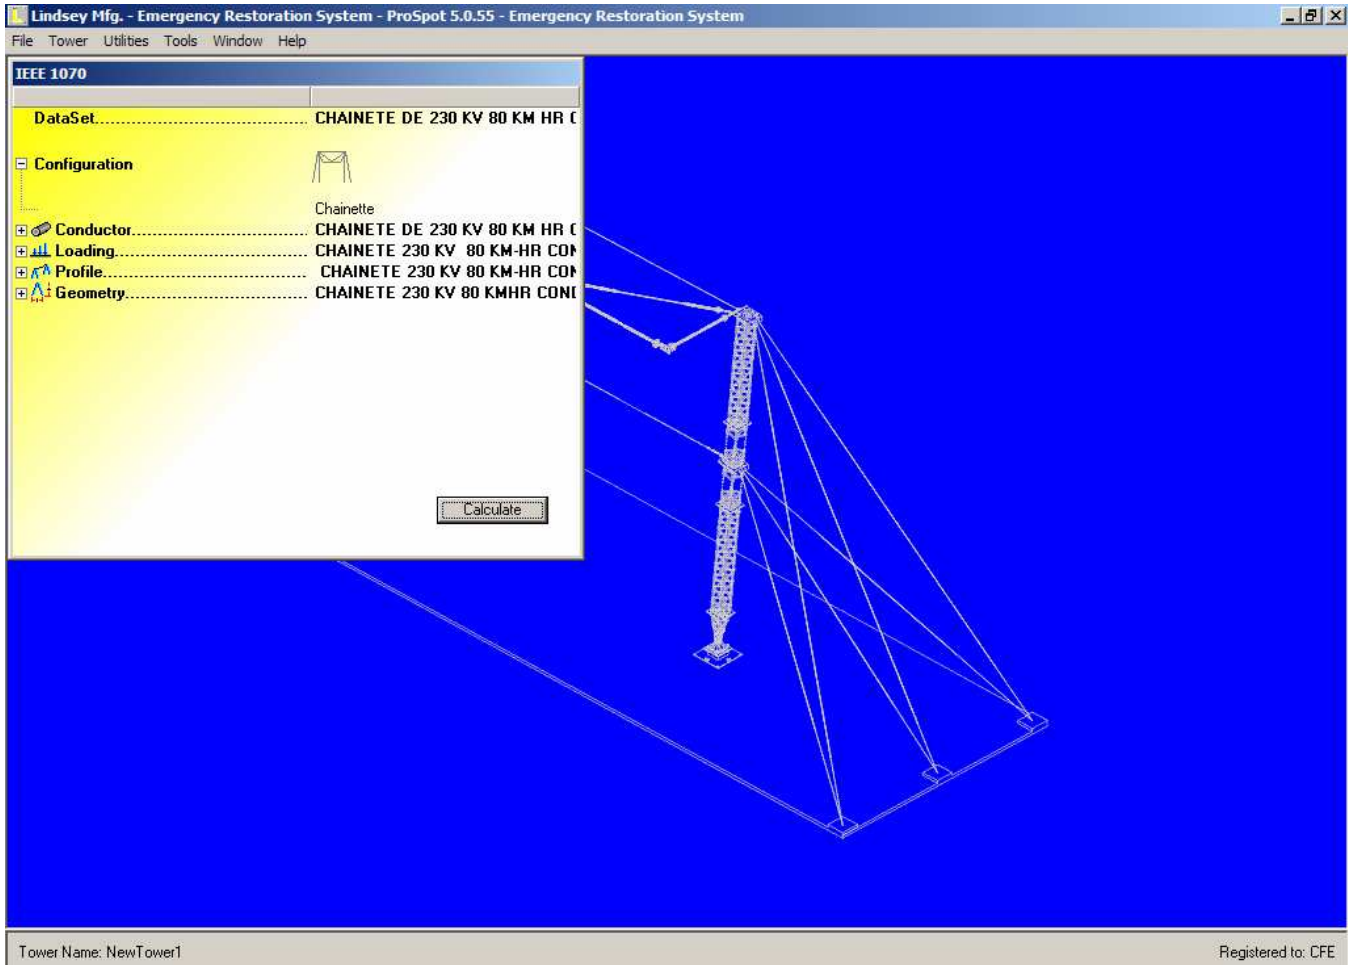 Lindsey Mfg. - Emergency Restoration System - ProSpot 5.0.55 - Emergency Restoration System
File Tower Utilities Tools Window Help
IEEE 1070
DataSet.......................................... CHAINETE DE 230 KV 80 KM HR (
Configuration
Chainette
Conductor.................................. CHAINETE DE 230 KV 80 KM HR (
Loading..................................... CHAINETE 230 KV 80 KM-HR CON
Profile....................................... CHAINETE 230 KV 80 KM-HR CON
Geometry................................... CHAINETE 230 KV 80 KMHR CON
Calculate
Tower Name: NewTower1
Registered to: CFE